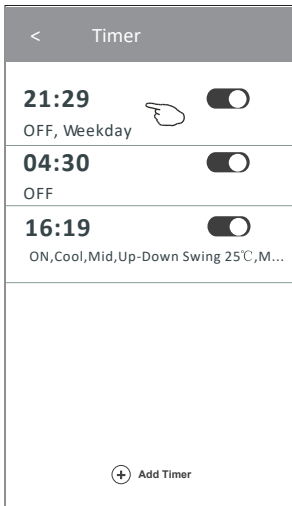 < Timer
21:29
OFF, Weekday
04:30
OFF
16:19
ON,Cool,Mid,Up-Down Swing 25℃,M...
Add Timer